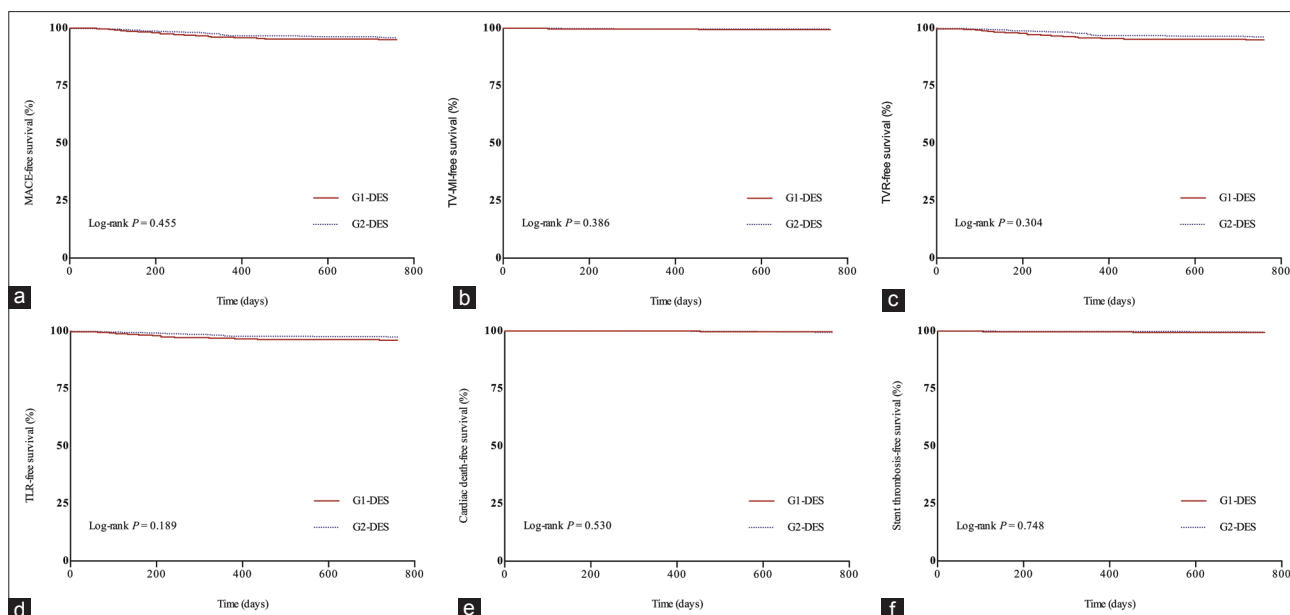 100
75
50
25
0
MACE-free survival (%)
G1-DES
Log-rank P = 0.455
G2-DES
0 200 400 600 800
Time (days)
a
100
75
50
25
0
TV-MI-free survival (%)
G1-DES
Log-rank P = 0.386
G2-DES
0 200 400 600 800
Time (days)
b
100
75
50
25
0
TVR-free survival (%)
G1-DES
Log-rank P = 0.304
G2-DES
0 200 400 600 800
Time (days)
c
100
75
50
25
0
TLR-free survival (%)
G1-DES
Log-rank P = 0.189
G2-DES
0 200 400 600 800
Time (days)
d
100
75
50
25
0
Cardiac death-free survival (%)
G1-DES
Log-rank P = 0.530
G2-DES
0 200 400 600 800
Time (days)
e
100
75
50
25
0
Stent thrombosis-free survival (%)
G1-DES
Log-rank P = 0.748
G2-DES
0 200 400 600 800
Time (days)
f